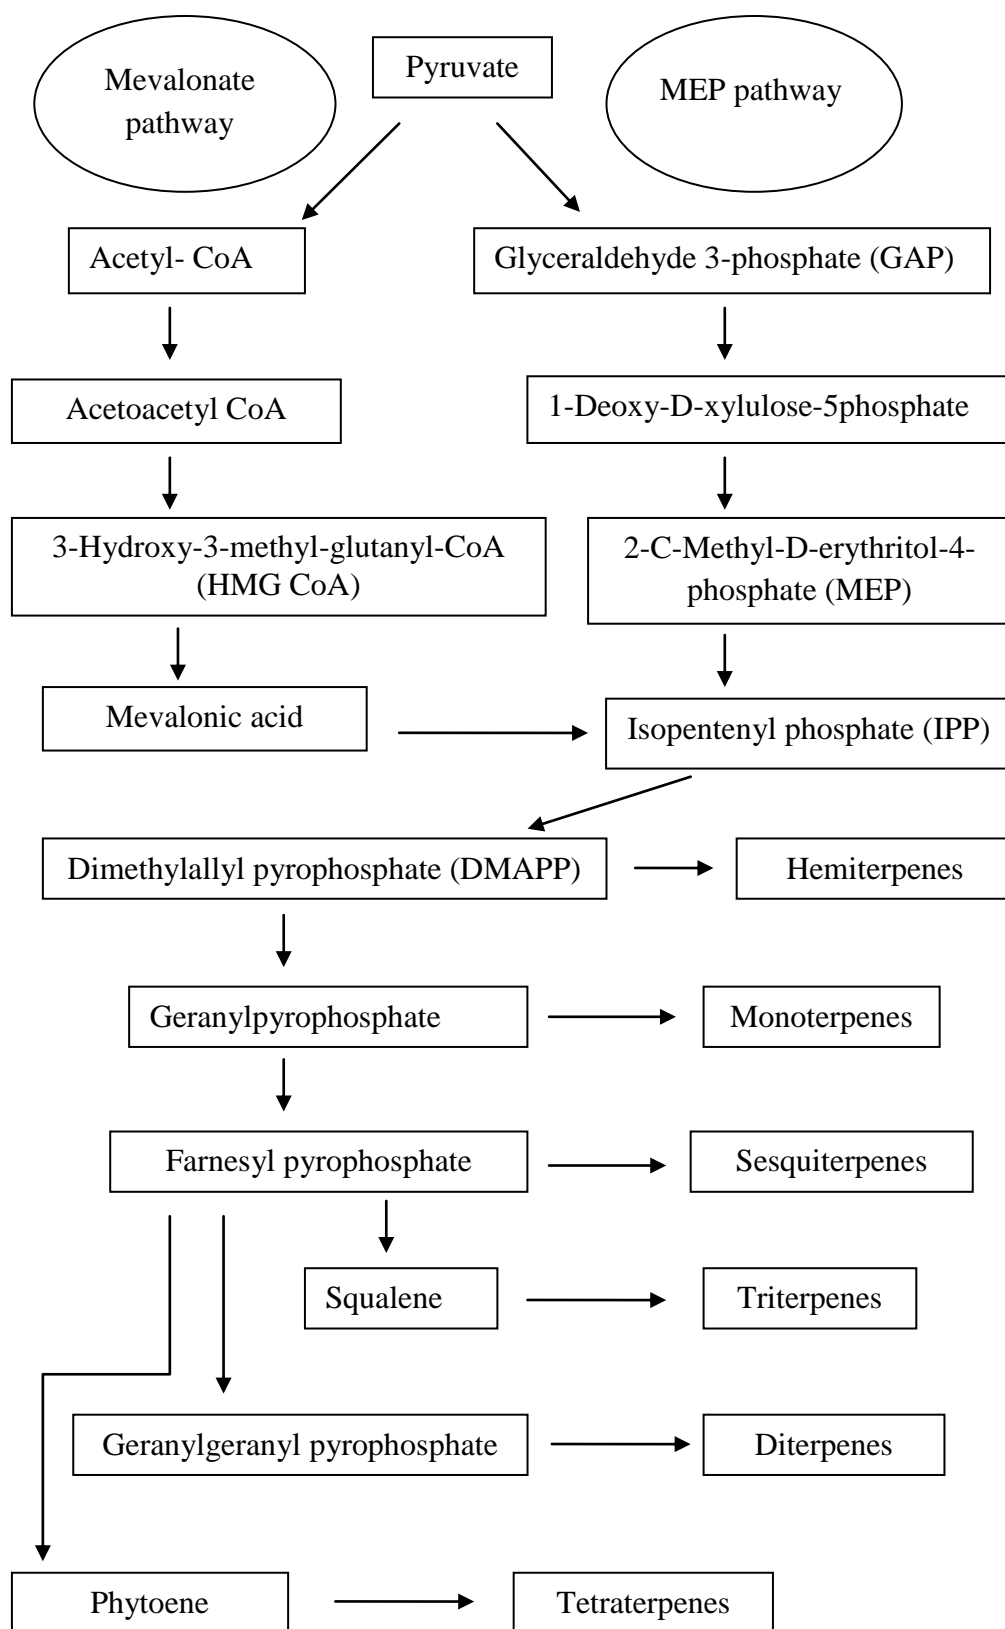 Mevalonate
pathway
Pyruvate
MEP pathway
Acetyl- CoA
Glyceraldehyde 3-phosphate (GAP)
Acetoacetyl CoA
1-Deoxy-D-xylulose-5phosphate
3-Hydroxy-3-methyl-glutanyl-CoA
(HMG CoA)
2-C-Methyl-D-erythritol-4-
phosphate (MEP)
Mevalonic acid
Isopentenyl phosphate (IPP)
Dimethylallyl pyrophosphate (DMAPP)
Hemiterpenes
Geranylpyrophosphate
Monoterpenes
Farnesyl pyrophosphate
Sesquiterpenes
Squalene
Triterpenes
Geranylgeranyl pyrophosphate
Diterpenes
Phytoene
Tetraterpenes